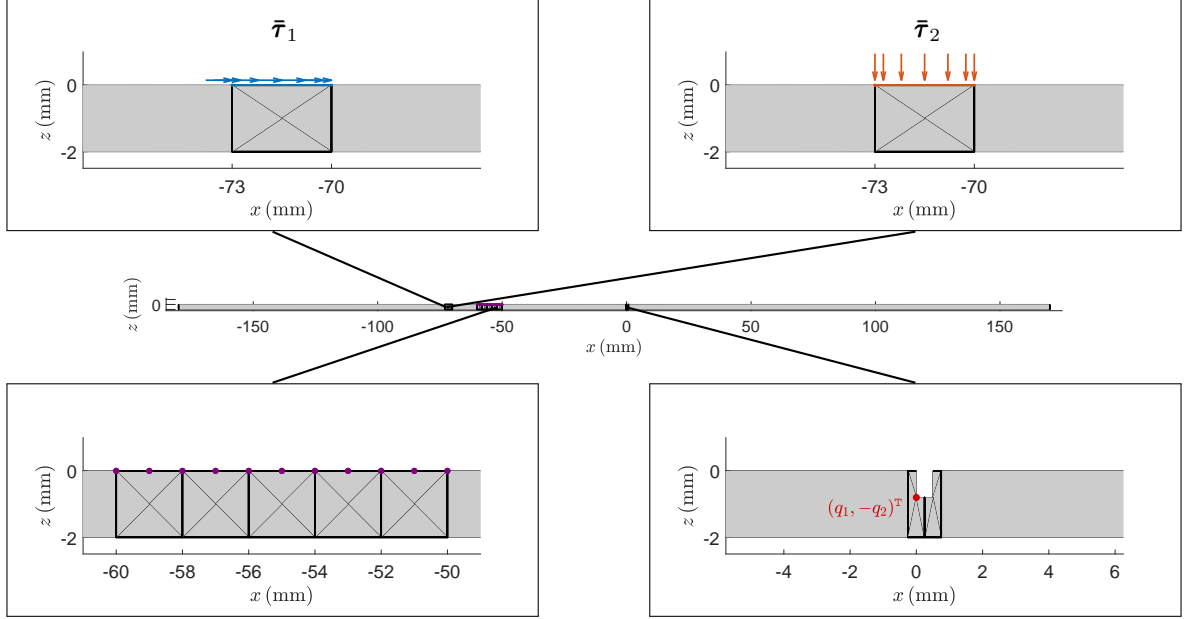 τ̄₁
z (mm)
0
-2
-73 -70
x (mm)
τ̄₂
z (mm)
0
-2
-73 -70
x (mm)
z (mm)
0
-150 -100 -50 0 50 100 150
x (mm)
z (mm)
0
-2
-60 -58 -56 -54 -52 -50
x (mm)
z (mm)
0
(q₁, −q₂)ᵀ
-2
-4 -2 0 2 4 6
x (mm)